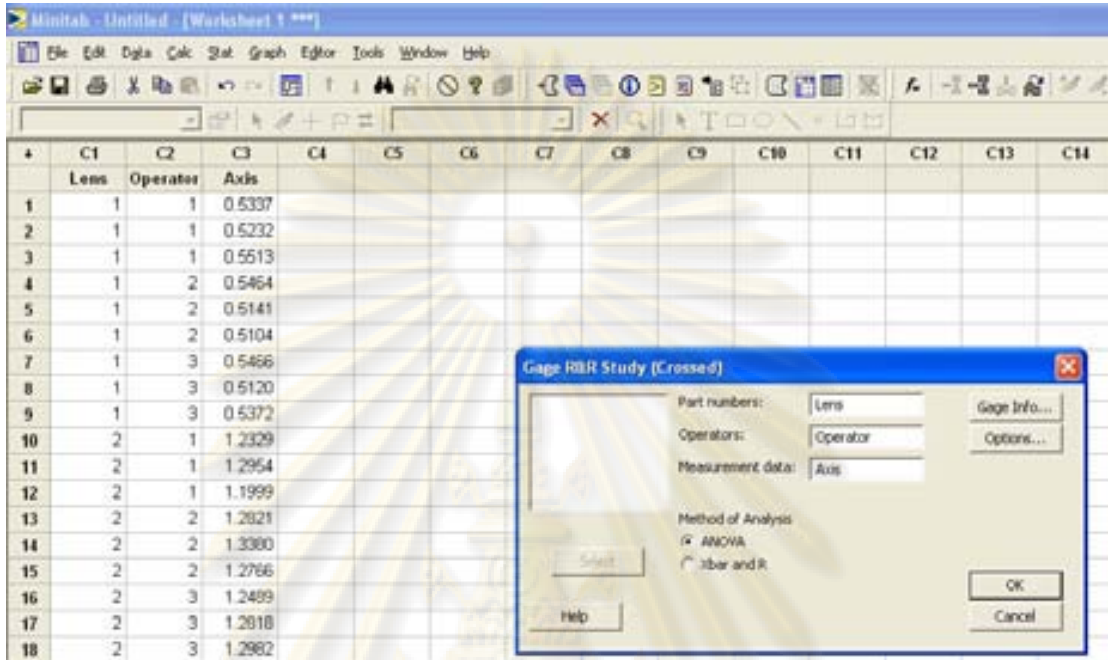 Minitab - Untitled - [Worksheet 1 ***]
File Edit Data Calc Stat Graph Editor Tools Window Help
C1 C2 C3 C4 C5 C6 C7 C8 C9 C10 C11 C12 C13 C14
Lens Operator Axis
1 1 1 0.5337
2 1 1 0.5232
3 1 1 0.5513
4 1 2 0.5464
5 1 2 0.5141
6 1 2 0.5104
7 1 3 0.5466
8 1 3 0.5120
9 1 3 0.5372
10 2 1 1.2329
11 2 1 1.2954
12 2 1 1.1999
13 2 2 1.2821
14 2 2 1.3380
15 2 2 1.2766
16 2 3 1.2489
17 2 3 1.2818
18 2 3 1.2982
Gage R&R Study (Crossed)
Part numbers: Lens
Gage Info...
Operators: Operator
Options...
Measurement data: Axis
Method of Analysis
ANOVA
Xbar and R
Select
OK
Help
Cancel